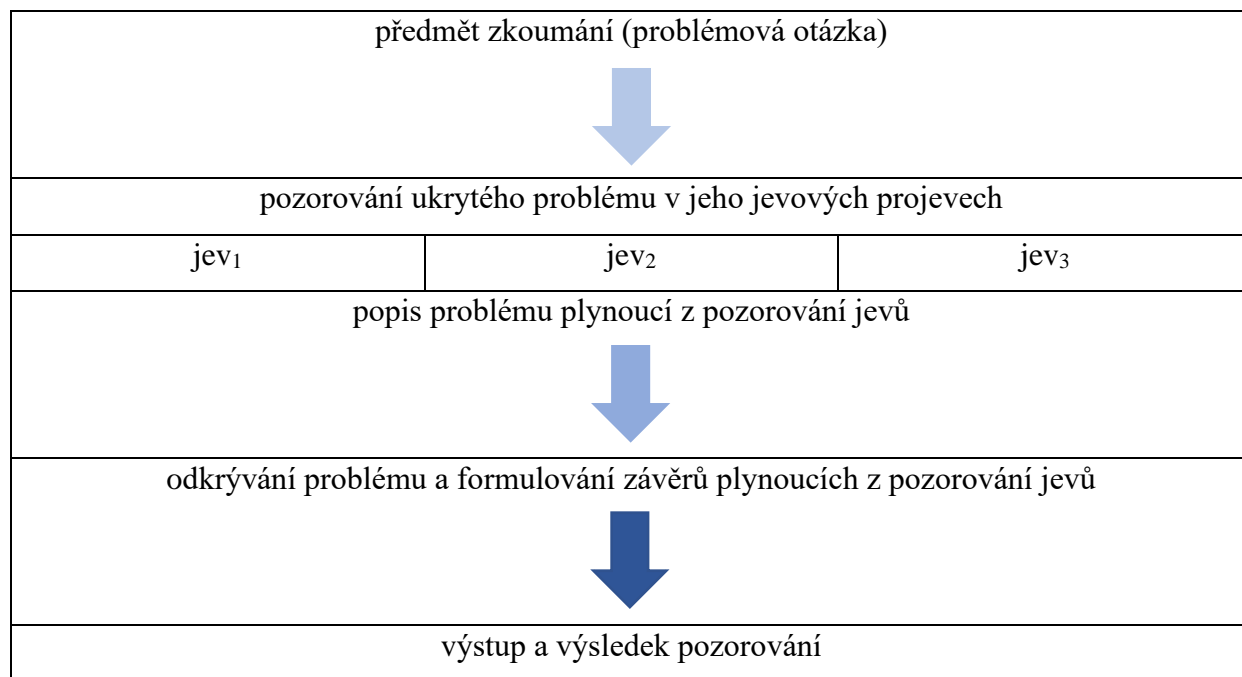 předmět zkoumání (problémová otázka)
pozorování ukrytého problému v jeho jevových projevech
jev₁ jev₂ jev₃
popis problému plynoucí z pozorování jevů
odkrývání problému a formulování závěrů plynoucích z pozorování jevů
výstup a výsledek pozorování